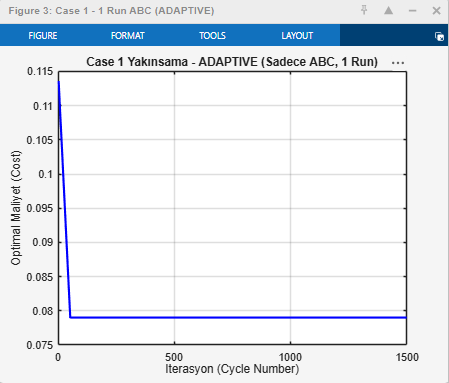 Figure 3: Case 1 - 1 Run ABC (ADAPTIVE)
FIGURE FORMAT TOOLS LAYOUT
Case 1 Yakınsama - ADAPTIVE (Sadece ABC, 1 Run)
Optimal Maliyet (Cost)
0.115
0.11
0.105
0.1
0.095
0.09
0.085
0.08
0.075
0 500 1000 1500
Iterasyon (Cycle Number)